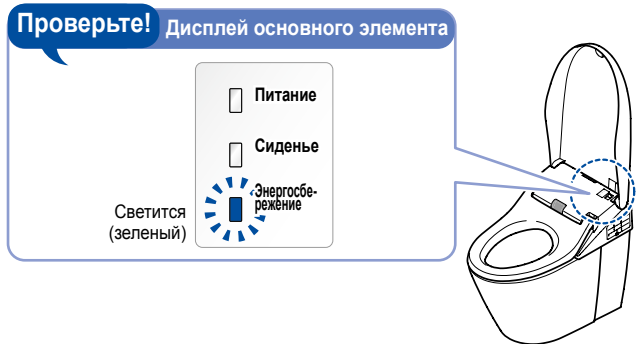 Проверьте! Дисплей основного элемента
Питание
Сиденье
Энергосбе-
режение
Светится
(зеленый)